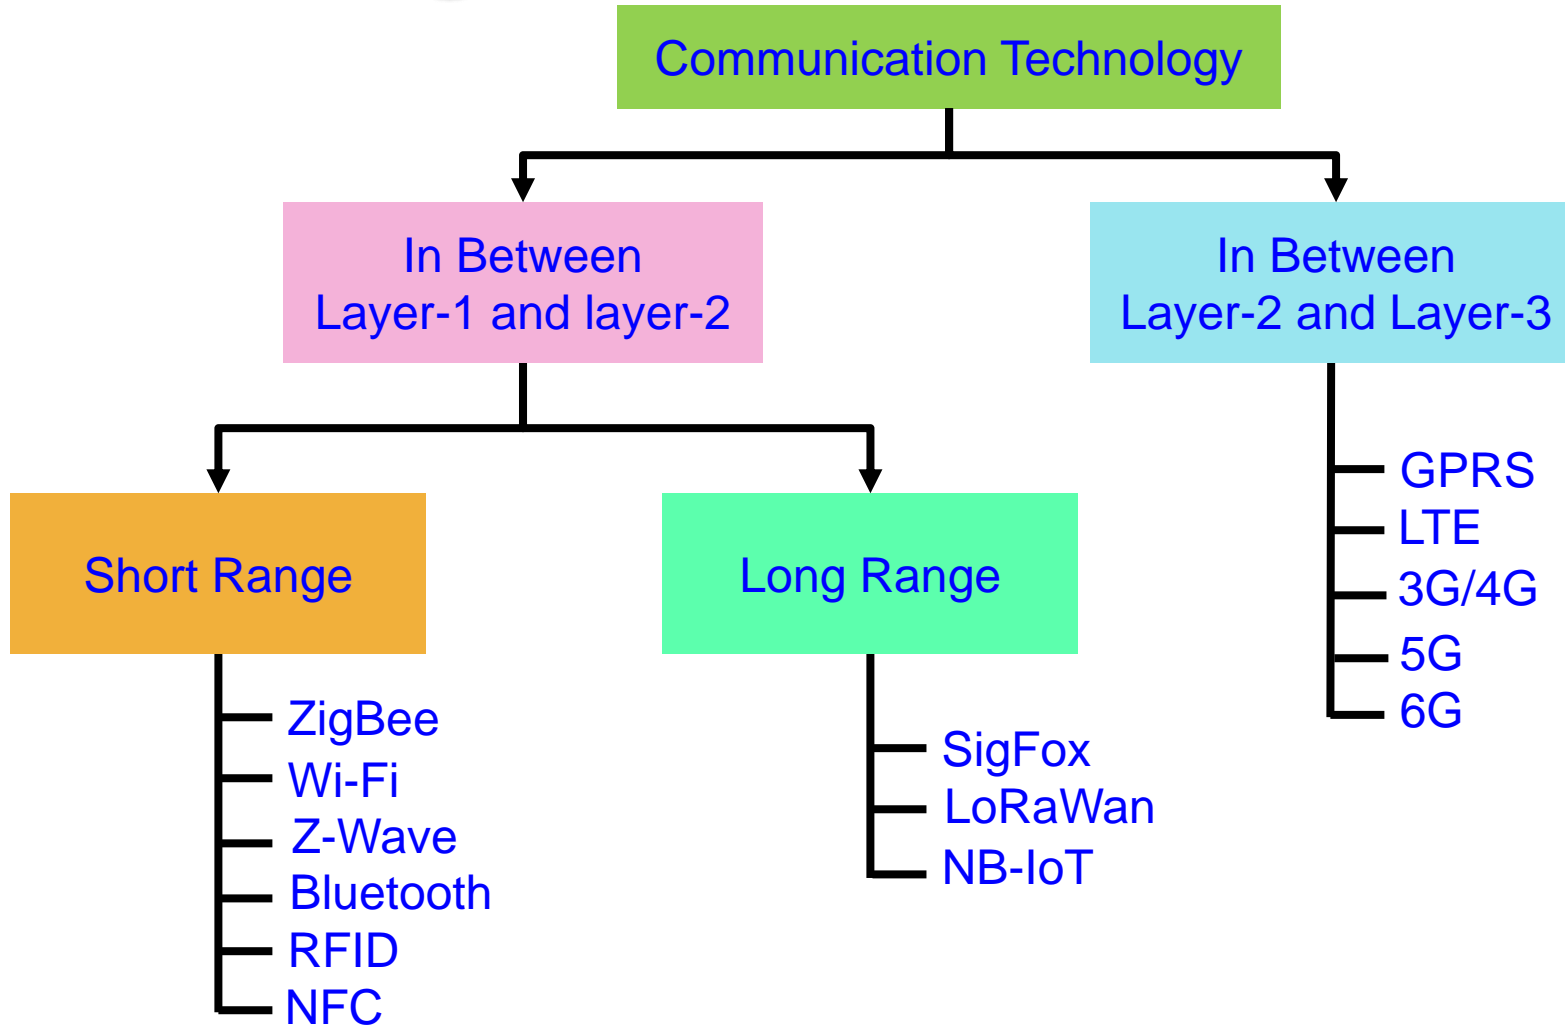 Communication Technology
In Between
Layer-1 and layer-2
In Between
Layer-2 and Layer-3
Short Range
Long Range
GPRS
LTE
3G/4G
5G
6G
ZigBee
Wi-Fi
Z-Wave
Bluetooth
RFID
NFC
SigFox
LoRaWan
NB-IoT